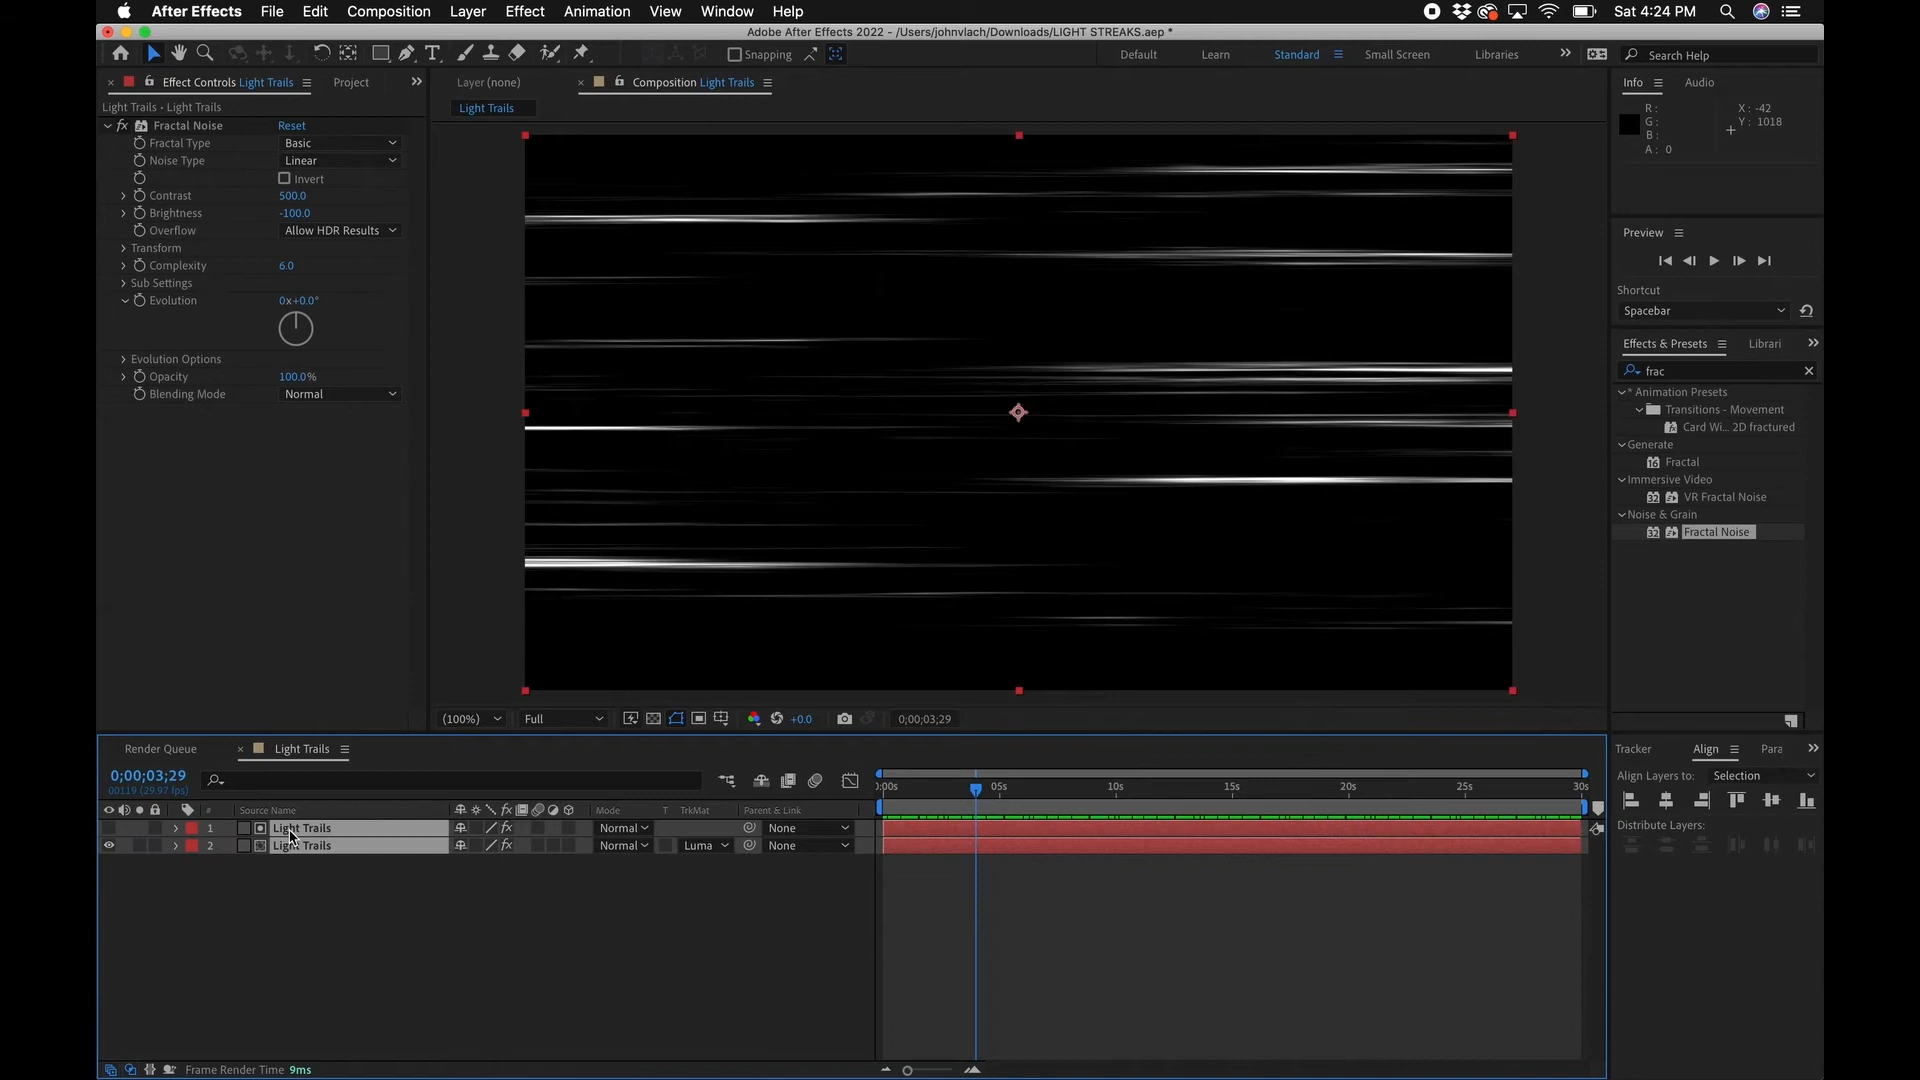 After Effects File Edit Composition Layer Effect Animation View Window Help Sat 4:24 PM
Adobe After Effects 2022 - /Users/johnvlach/Downloads/LIGHT STREAKS.aep *
Snapping Default Learn Standard Small Screen Libraries Search Help
Effect Controls Light Trails Project
Light Trails • Light Trails
fx Fractal Noise Reset
Fractal Type Basic
Noise Type Linear
Invert
Contrast 500.0
Brightness -100.0
Overflow Allow HDR Results
Transform
Complexity 6.0
Sub Settings
Evolution 0x+0.0°
Evolution Options
Opacity 100.0%
Blending Mode Normal
Layer (none) Composition Light Trails
Light Trails
(100%) Full +0.0 0;00;03;29
Info Audio
R: X: -42
G: Y: 1018
B:
A: 0
Preview
Shortcut
Spacebar
Effects & Presets Librari
frac
* Animation Presets
Transitions - Movement
Card Wi... 2D fractured
Generate
16 Fractal
Immersive Video
32 VR Fractal Noise
Noise & Grain
32 Fractal Noise
Render Queue Light Trails
0;00;03;29
00119 (29.97 fps)
# Source Name fx Mode T TrkMat Parent & Link
1 Light Trails fx Normal None
2 Light Trails fx Normal Luma None
):00s 05s 10s 15s 20s 25s 30s
Tracker Align Para
Align Layers to: Selection
Distribute Layers:
Frame Render Time 9ms